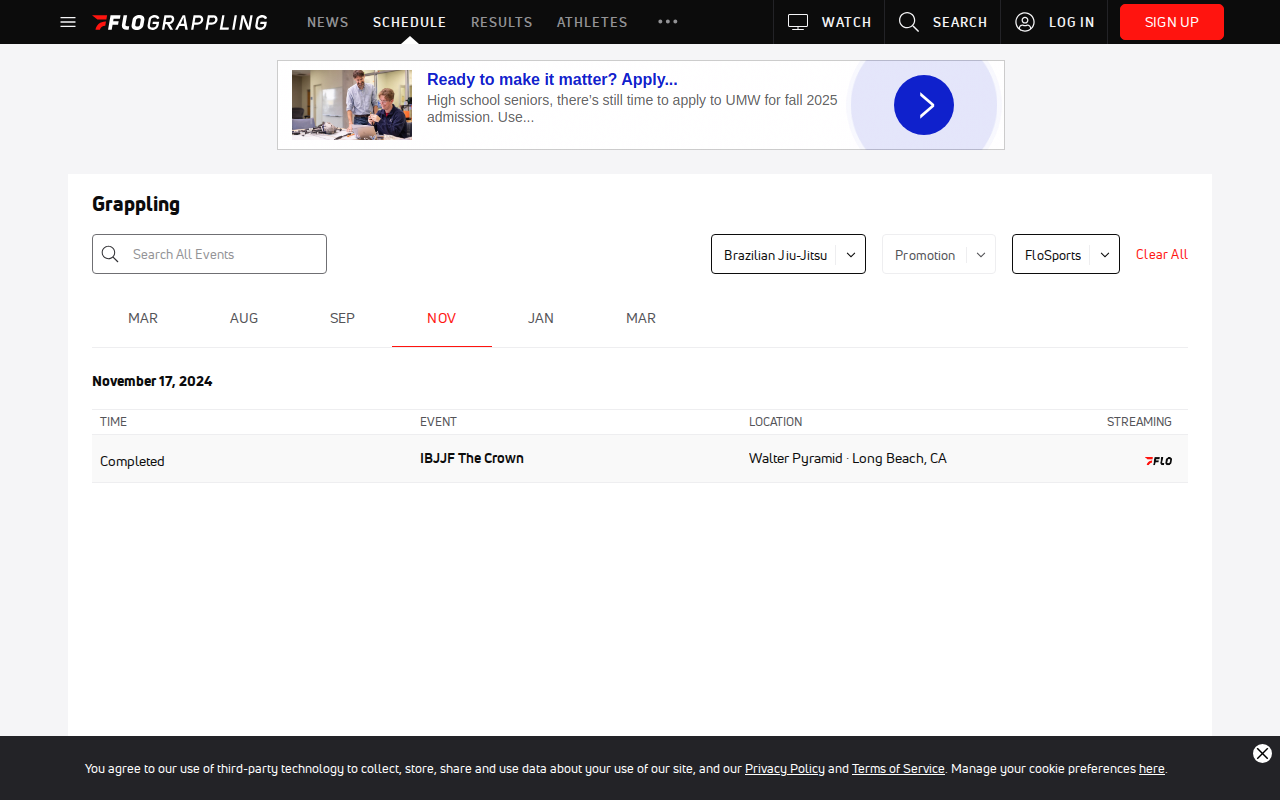 FLOGRAPPLING NEWS SCHEDULE RESULTS ATHLETES ••• WATCH SEARCH LOG IN SIGN UP
Ready to make it matter? Apply...
High school seniors, there's still time to apply to UMW for fall 2025
admission. Use...
Grappling
Search All Events Brazilian Jiu-Jitsu Promotion FloSports Clear All
MAR AUG SEP NOV JAN MAR
November 17, 2024
TIME EVENT LOCATION STREAMING
Completed IBJJF The Crown Walter Pyramid · Long Beach, CA FLO
You agree to our use of third-party technology to collect, store, share and use data about your use of our site, and our Privacy Policy and Terms of Service. Manage your cookie preferences here.